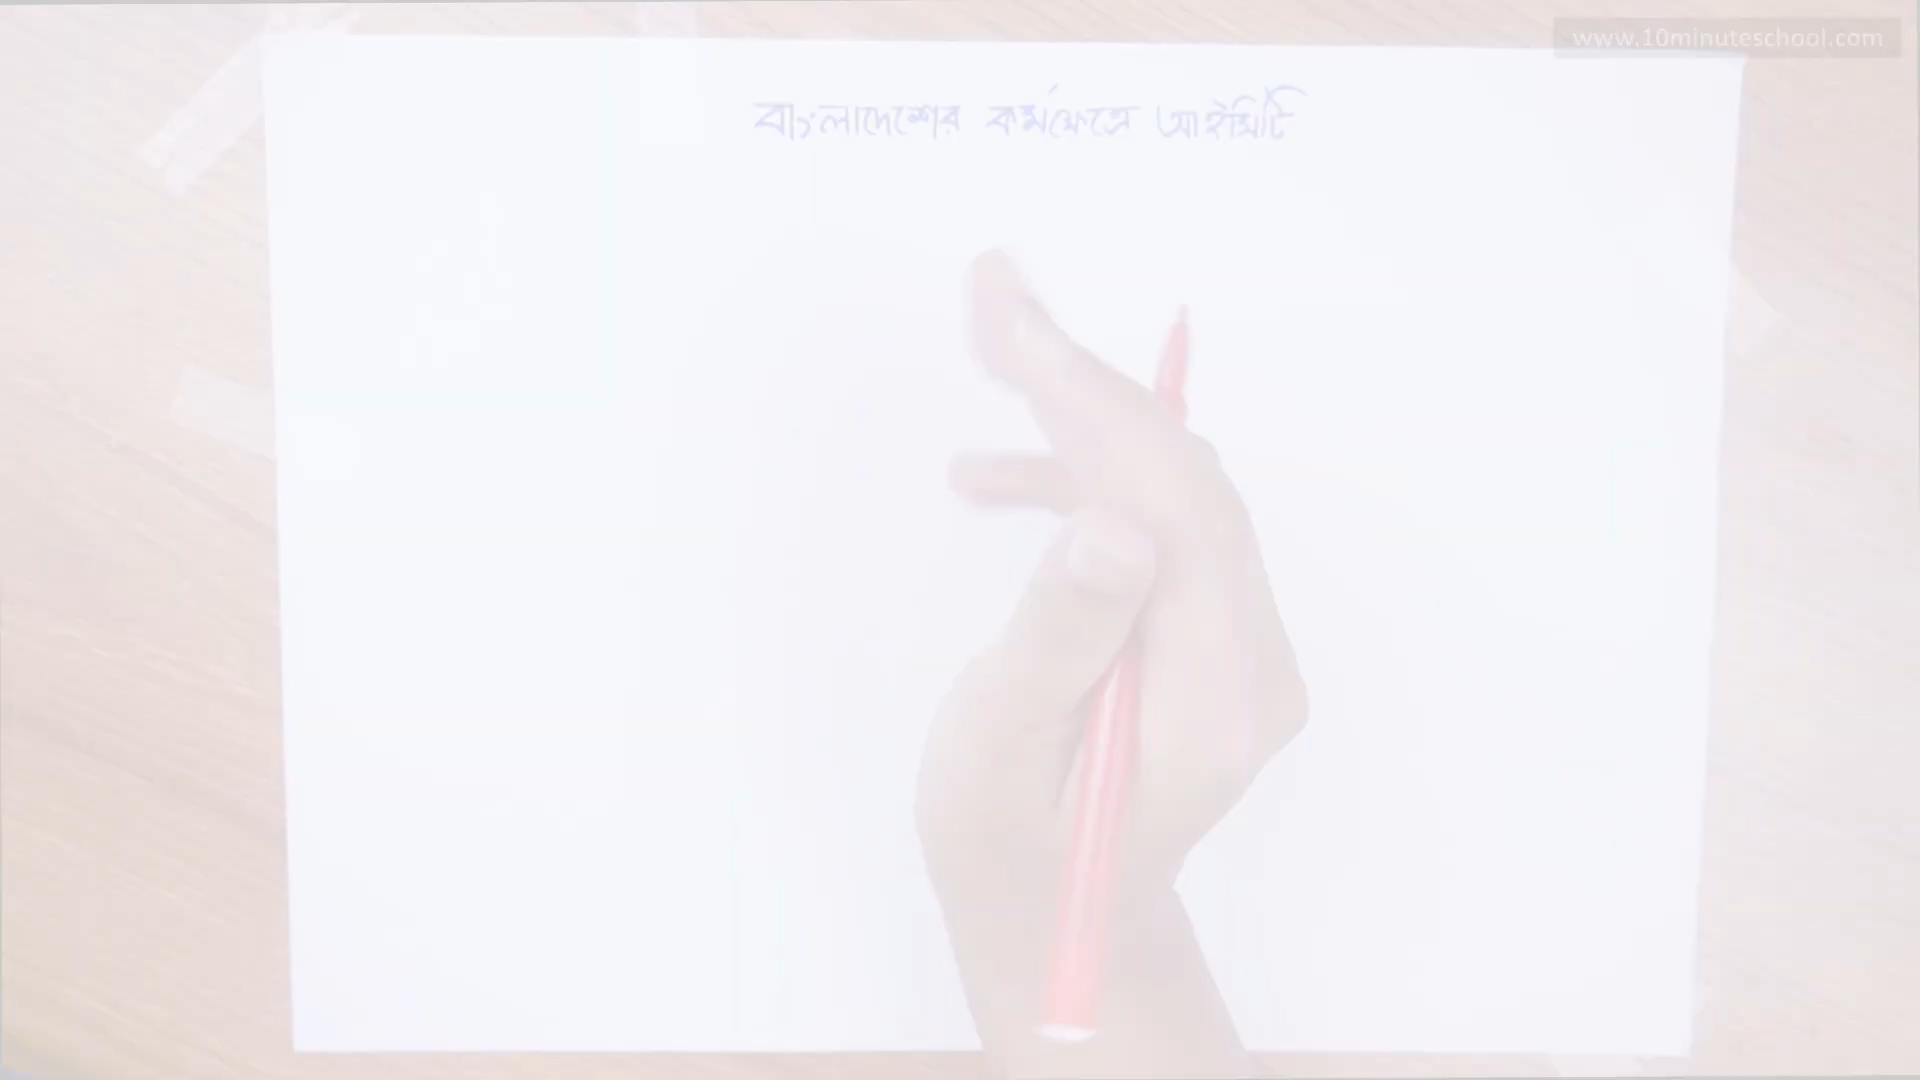 www.10minuteschool.com
বাংলাদেশের কর্মক্ষেত্রে আইসিটি